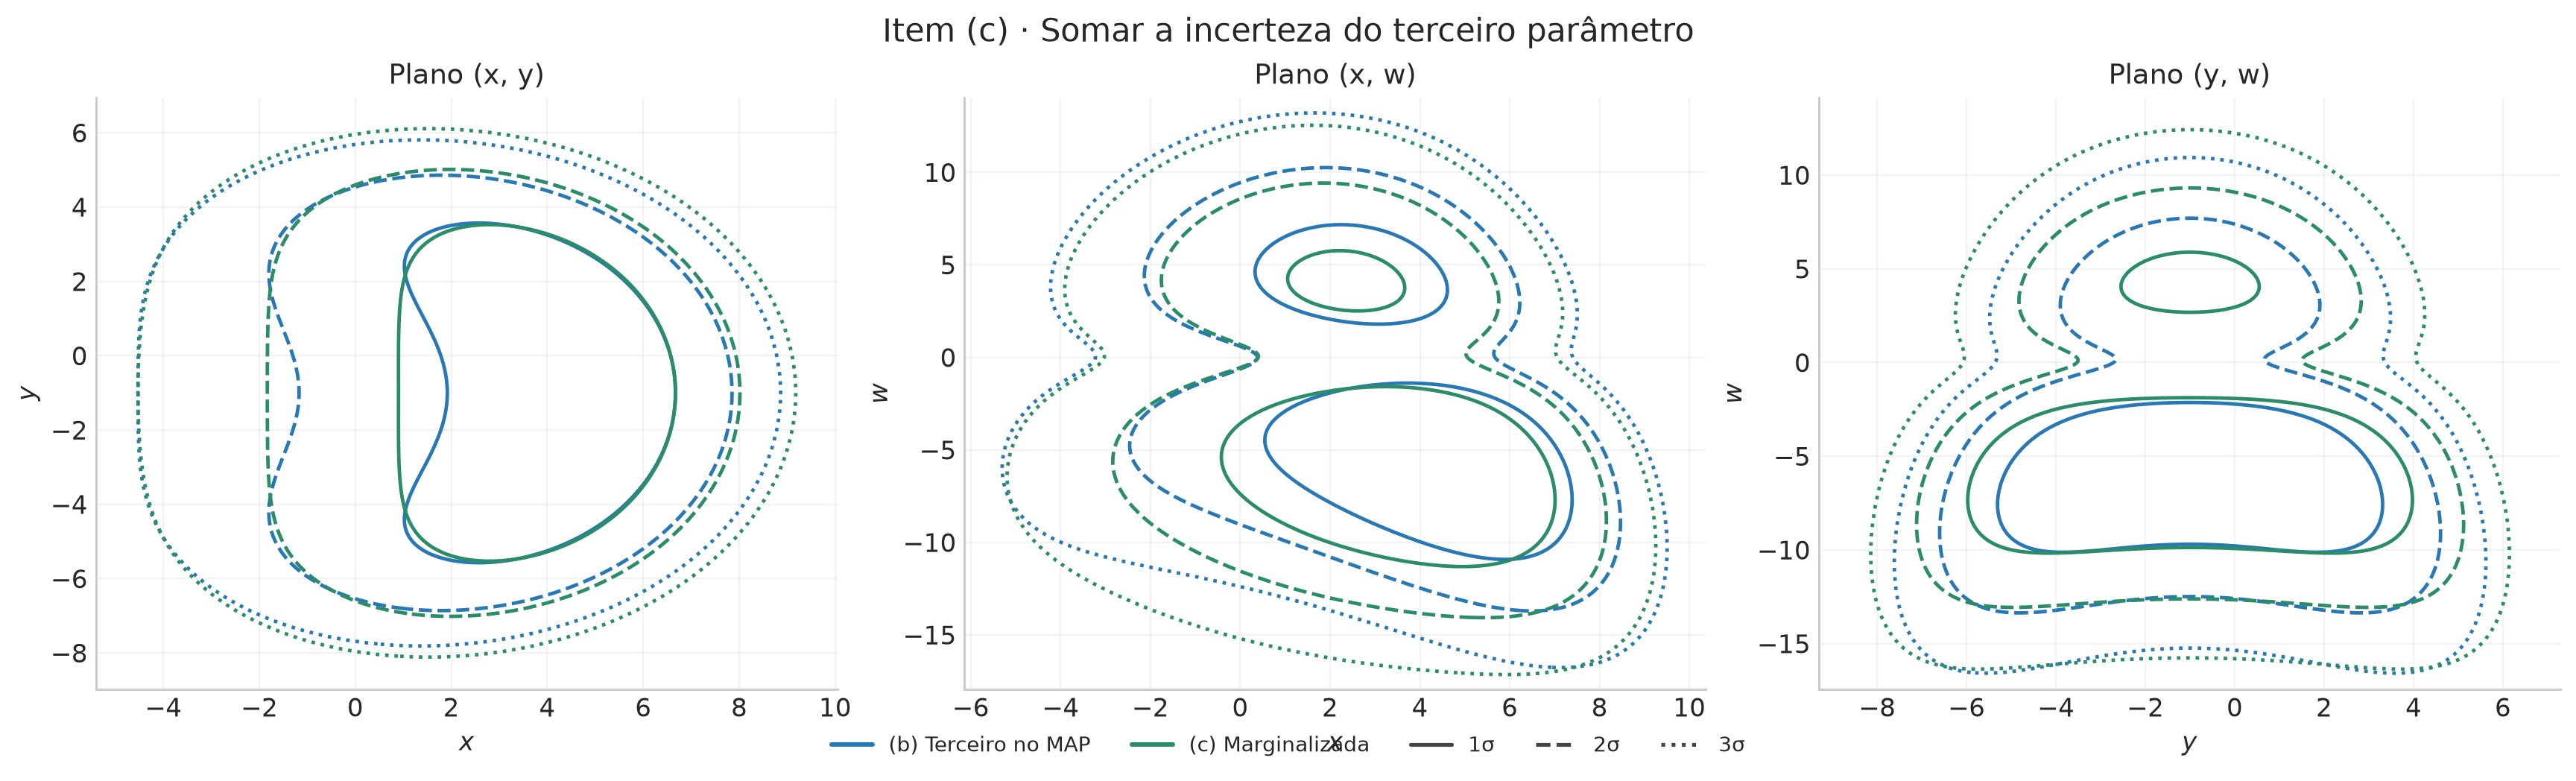 Item (c) · Somar a incerteza do terceiro parâmetro
Plano (x, y)
6
4
2
0
−2
−4
−6
−8
y
−4 −2 0 2 4 6 8 10
x
Plano (x, w)
10
5
0
−5
−10
−15
w
−6 −4 −2 0 2 4 6 8 10
x
Plano (y, w)
10
5
0
−5
−10
−15
w
−8 −6 −4 −2 0 2 4 6
y
(b) Terceiro no MAP (c) Marginalizada 1σ 2σ 3σ